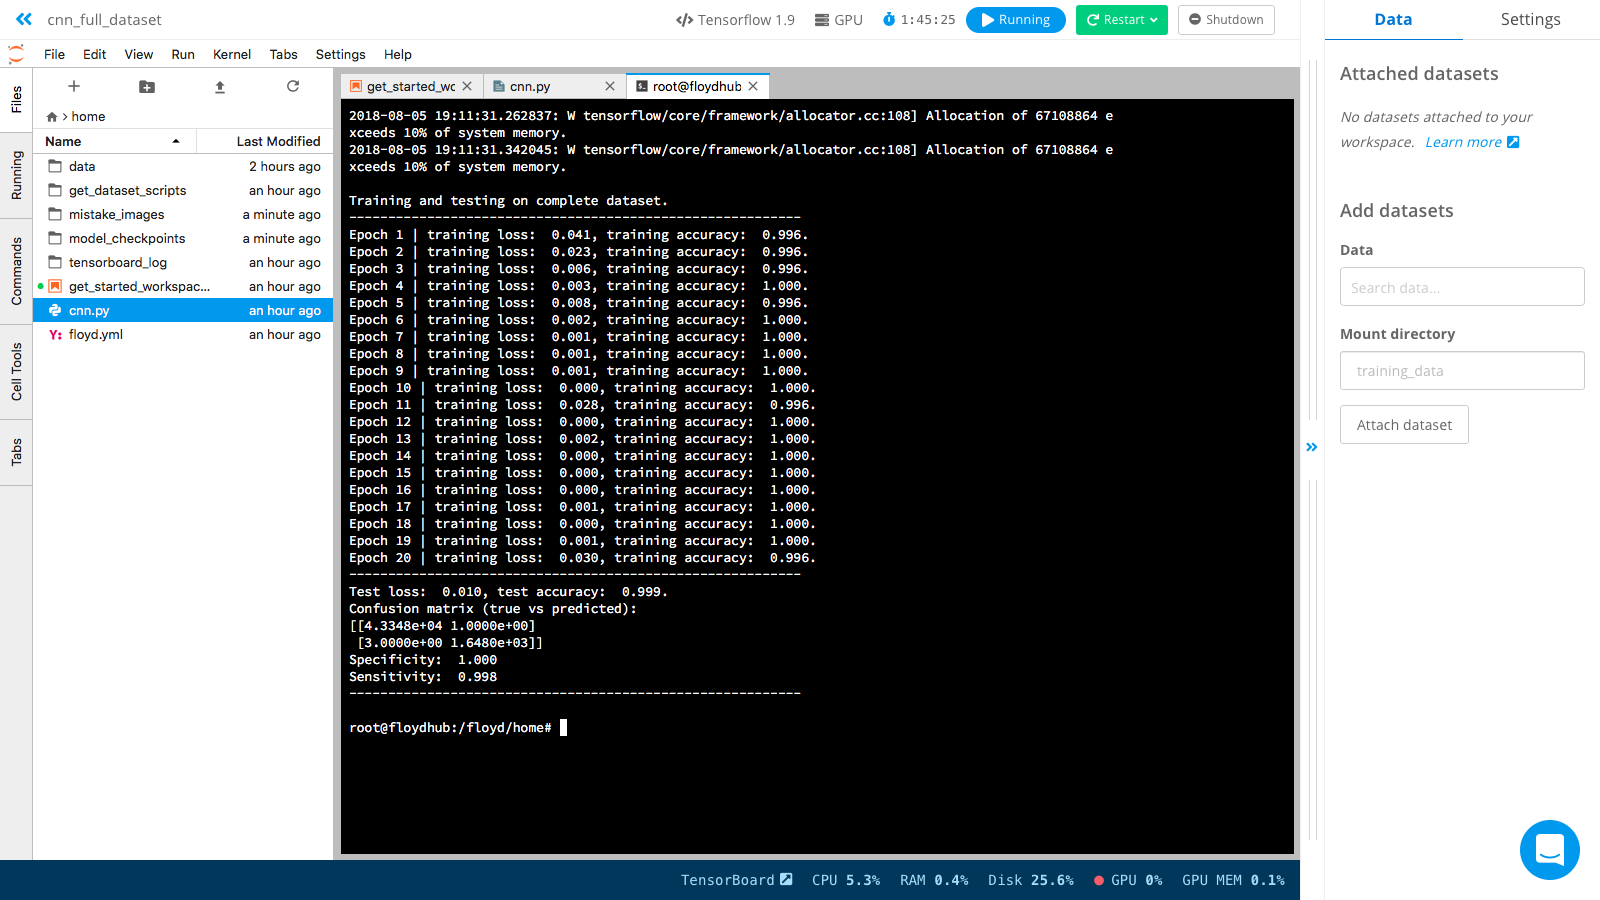 cnn_full_dataset
Tensorflow 1.9
GPU
1:45:25
Running
Restart
Shutdown
Data
Settings
File Edit View Run Kernel Tabs Settings Help
Files
Running
Commands
Cell Tools
Tabs
home
Name Last Modified
data 2 hours ago
get_dataset_scripts an hour ago
mistake_images a minute ago
model_checkpoints a minute ago
tensorboard_log an hour ago
get_started_workspac... an hour ago
cnn.py an hour ago
Y: floyd.yml an hour ago
get_started_wc
cnn.py
root@floydhub:
2018-08-05 19:11:31.262837: W tensorflow/core/framework/allocator.cc:108] Allocation of 67108864 e
xceeds 10% of system memory.
2018-08-05 19:11:31.342045: W tensorflow/core/framework/allocator.cc:108] Allocation of 67108864 e
xceeds 10% of system memory.
Training and testing on complete dataset.
----------------------------------------------------------
Epoch 1 | training loss:  0.041, training accuracy:  0.996.
Epoch 2 | training loss:  0.023, training accuracy:  0.996.
Epoch 3 | training loss:  0.006, training accuracy:  0.996.
Epoch 4 | training loss:  0.003, training accuracy:  1.000.
Epoch 5 | training loss:  0.008, training accuracy:  0.996.
Epoch 6 | training loss:  0.002, training accuracy:  1.000.
Epoch 7 | training loss:  0.001, training accuracy:  1.000.
Epoch 8 | training loss:  0.001, training accuracy:  1.000.
Epoch 9 | training loss:  0.001, training accuracy:  1.000.
Epoch 10 | training loss:  0.000, training accuracy:  1.000.
Epoch 11 | training loss:  0.028, training accuracy:  0.996.
Epoch 12 | training loss:  0.000, training accuracy:  1.000.
Epoch 13 | training loss:  0.002, training accuracy:  1.000.
Epoch 14 | training loss:  0.000, training accuracy:  1.000.
Epoch 15 | training loss:  0.000, training accuracy:  1.000.
Epoch 16 | training loss:  0.000, training accuracy:  1.000.
Epoch 17 | training loss:  0.001, training accuracy:  1.000.
Epoch 18 | training loss:  0.000, training accuracy:  1.000.
Epoch 19 | training loss:  0.001, training accuracy:  1.000.
Epoch 20 | training loss:  0.030, training accuracy:  0.996.
----------------------------------------------------------
Test loss:  0.010, test accuracy:  0.999.
Confusion matrix (true vs predicted):
[[4.3348e+04 1.0000e+00]
 [3.0000e+00 1.6480e+03]]
Specificity:  1.000
Sensitivity:  0.998
----------------------------------------------------------
root@floydhub:/floyd/home#
Attached datasets
No datasets attached to your
workspace. Learn more
Add datasets
Data
Search data...
Mount directory
training_data
Attach dataset
TensorBoard CPU 5.3% RAM 0.4% Disk 25.6% GPU 0% GPU MEM 0.1%